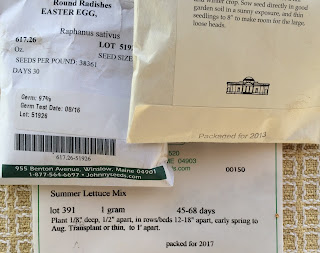 Round Radishes
EASTER EGG,
Raphanus sativus
617.26
LOT 5192
Oz.
SEED SIZE
SEEDS PER POUND: 38361
DAYS 30
Germ: 97%
Germ Test Date: 08/16
Lot: 51926
617.26-51926
955 Benton Avenue, Winslow, Maine 04901
1-877-564-6697 • Johnnyseeds.com
and winter crop. Sow seed directly in good
garden soil in a sunny exposure, and thin
seedlings to 8" to make room for the large,
loose heads.
Packaged for 2013
520
ME 04903
00150
Summer Lettuce Mix
lot 391 1 gram 45-68 days
Plant 1/8" deep, 1/2" apart, in rows/beds 12-18" apart, early spring to
Aug. Transplant or thin, to 1' apart.
packed for 2017